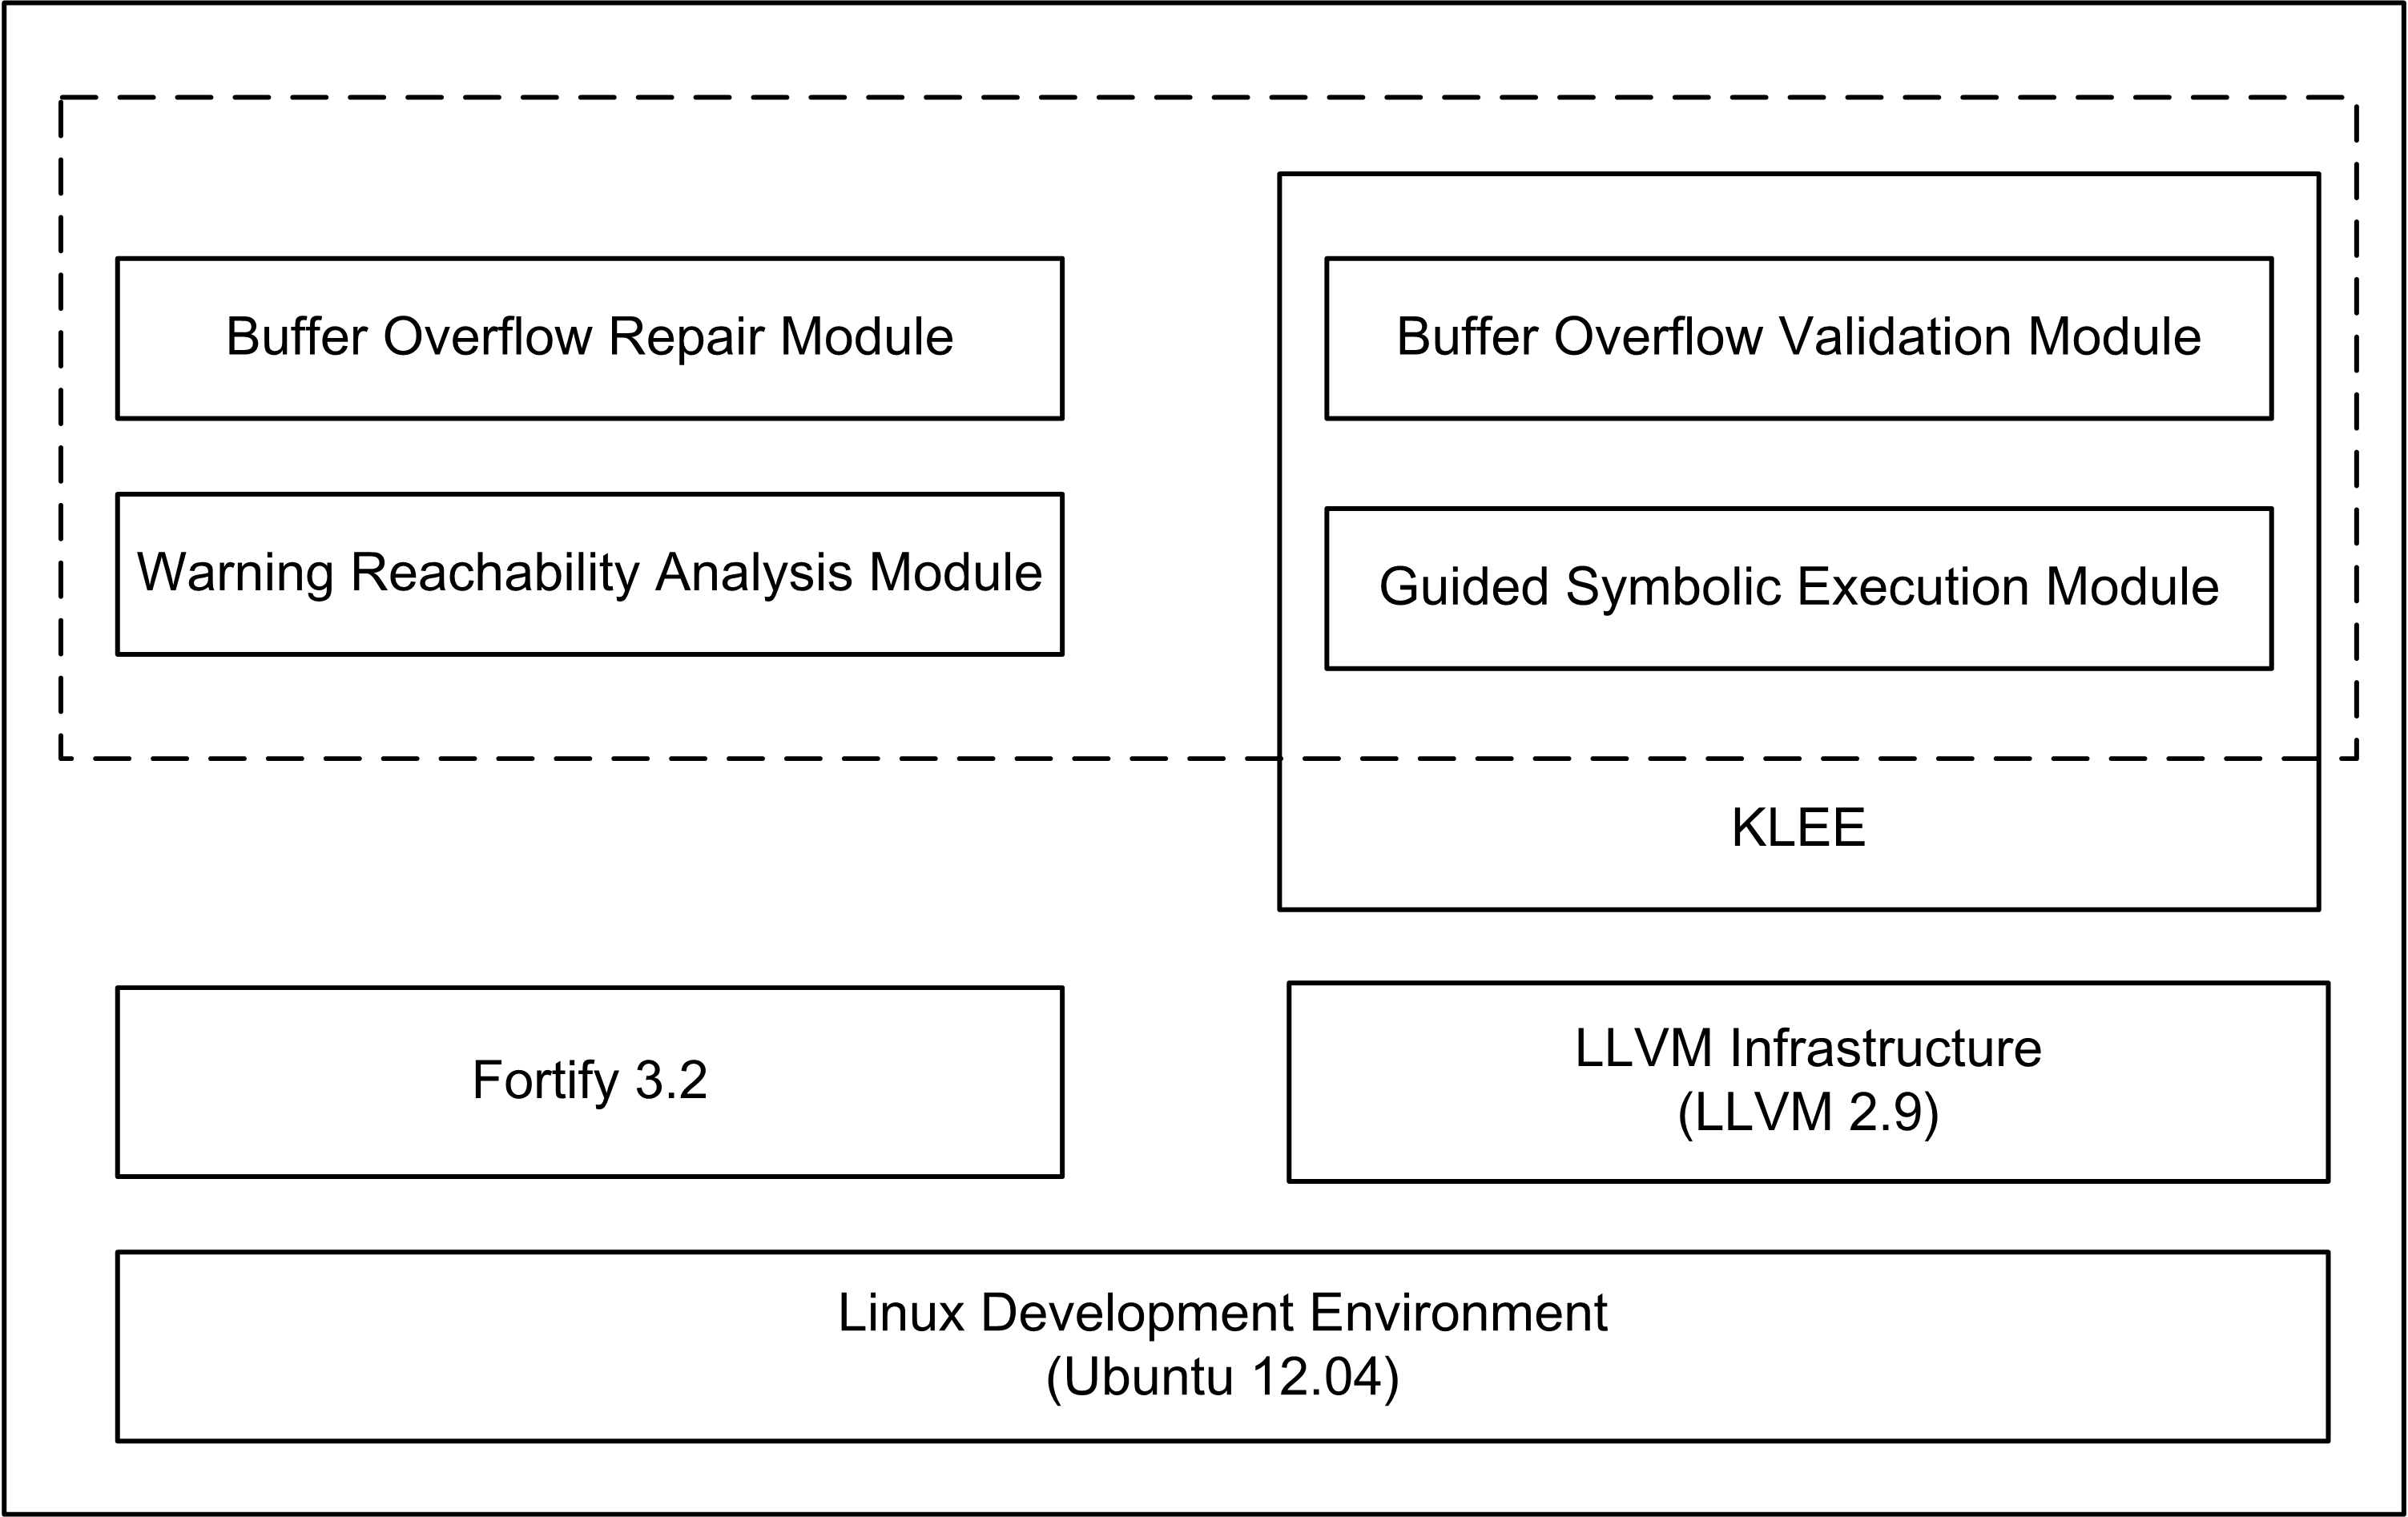 Buffer Overflow Repair Module
Buffer Overflow Validation Module
Warning Reachability Analysis Module
Guided Symbolic Execution Module
KLEE
Fortify 3.2
LLVM Infrastructure
(LLVM 2.9)
Linux Development Environment
(Ubuntu 12.04)